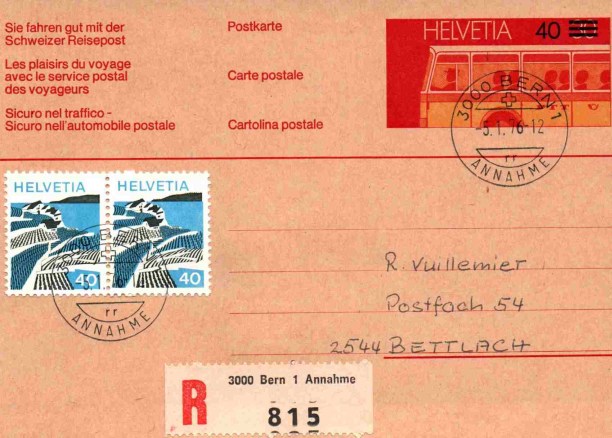 Sie fahren gut mit der
Schweizer Reisepost
Les plaisirs du voyage
avec le service postal
des voyageurs
Sicuro nel traffico -
Sicuro nell'automobile postale
Postkarte
Carte postale
Cartolina postale
HELVETIA 40
3000 BERN 1
-5.1.76-12
rr
ANNAHME
HELVETIA
40
HELVETIA
40
rr
ANNAHME
R. Vuillemier
Postfach 54
2544 BETTLACH
R
3000 Bern 1 Annahme
815